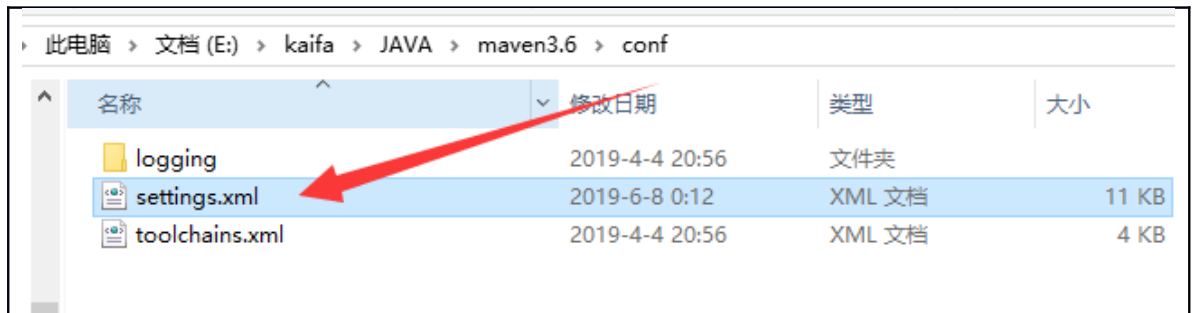 此电脑 › 文档 (E:) › kaifa › JAVA › maven3.6 › conf
名称 修改日期 类型 大小
logging 2019-4-4 20:56 文件夹
settings.xml 2019-6-8 0:12 XML 文档 11 KB
toolchains.xml 2019-4-4 20:56 XML 文档 4 KB